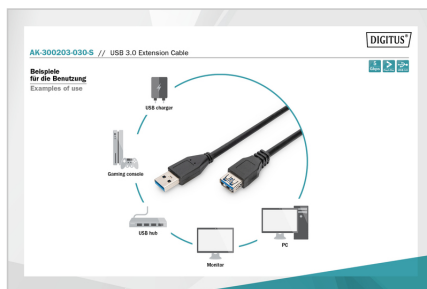 DIGITUS®
AK-300203-030-S // USB 3.0 Extension Cable
Beispiele
für die Benutzung
Examples of use
USB charger
Gaming console
USB hub
Monitor
PC